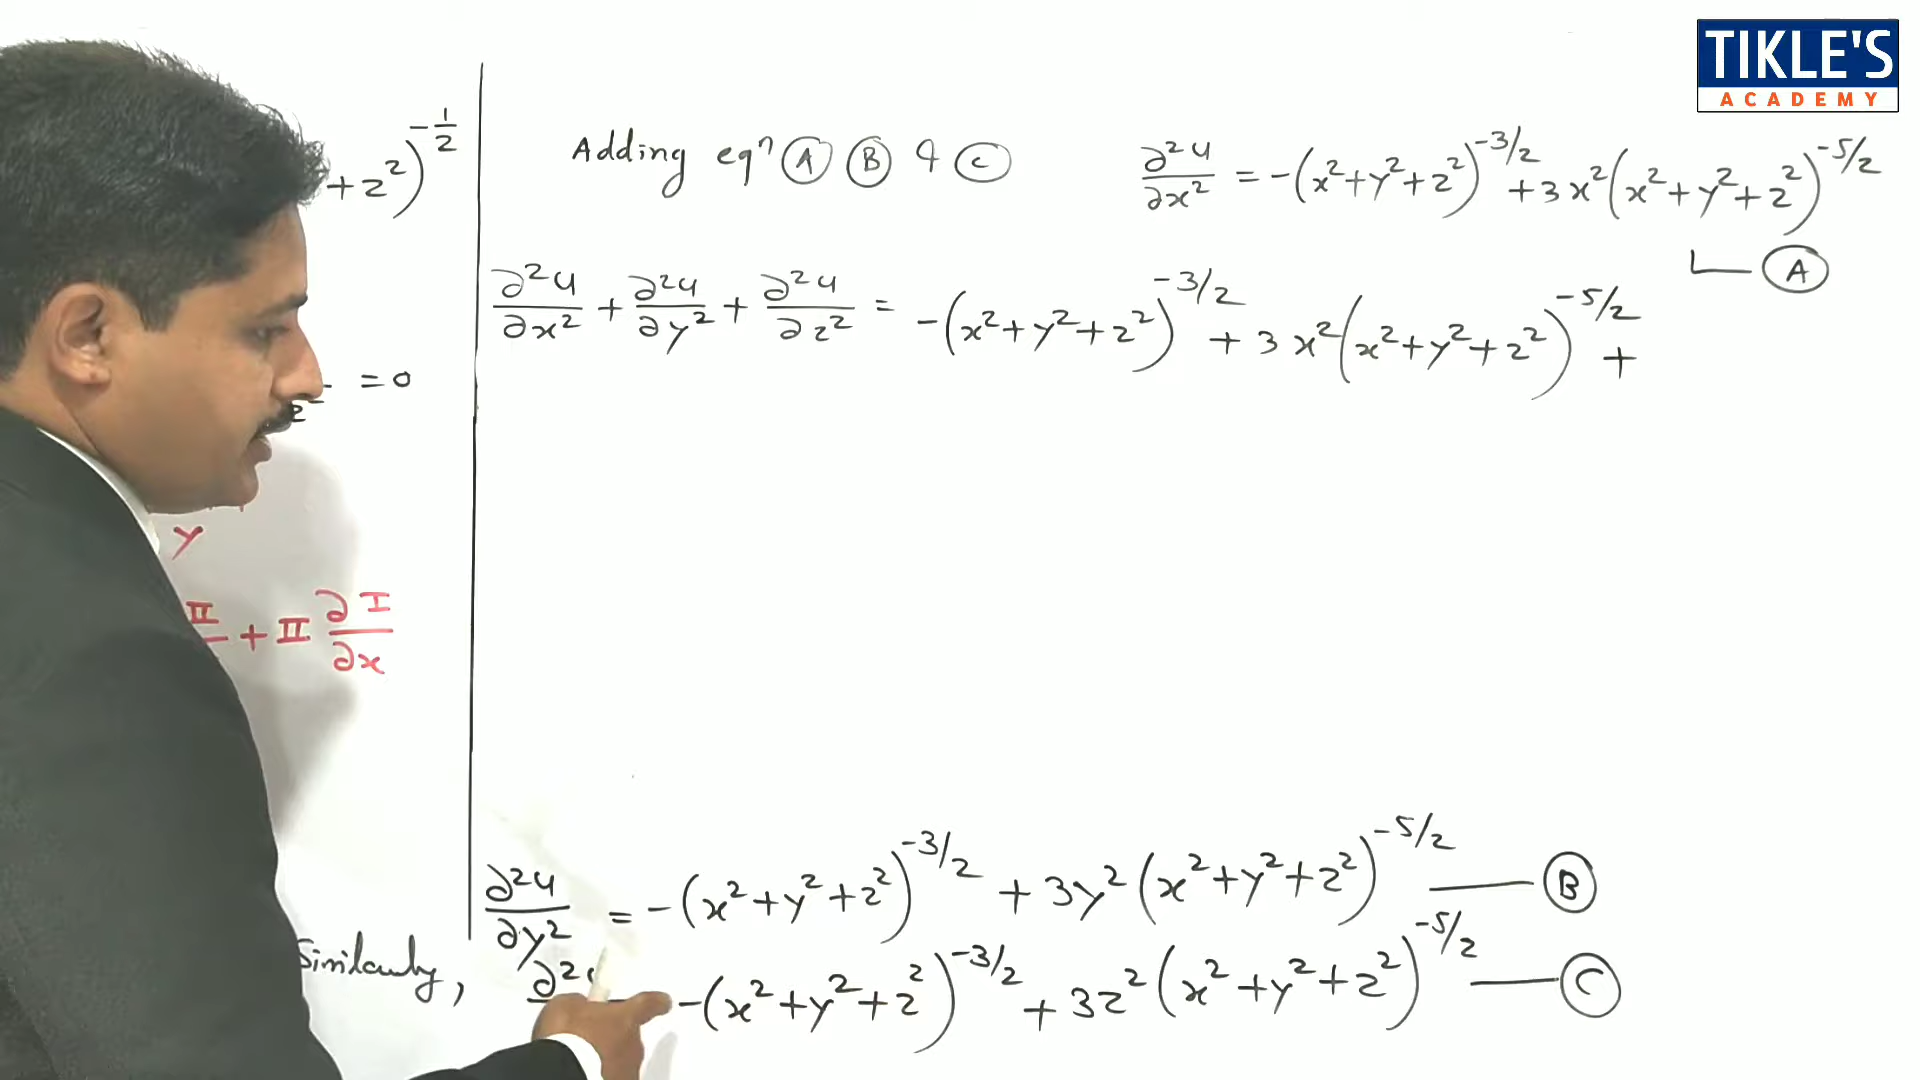 TIKLE'S
ACADEMY
+z²)^{-1/2}
=0
y
II + II ∂I/∂x
Adding eqⁿ Ⓐ Ⓑ & Ⓒ
∂²u/∂x² = -(x²+y²+z²)^{-3/2} + 3x²(x²+y²+z²)^{-5/2}
Ⓐ
∂²u/∂x² + ∂²u/∂y² + ∂²u/∂z² = -(x²+y²+z²)^{-3/2} + 3x²(x²+y²+z²)^{-5/2} +
∂²u/∂y² = -(x²+y²+z²)^{-3/2} + 3y²(x²+y²+z²)^{-5/2} — Ⓑ
Similarly, ∂² -(x²+y²+z²)^{-3/2} + 3z²(x²+y²+z²)^{-5/2} — Ⓒ